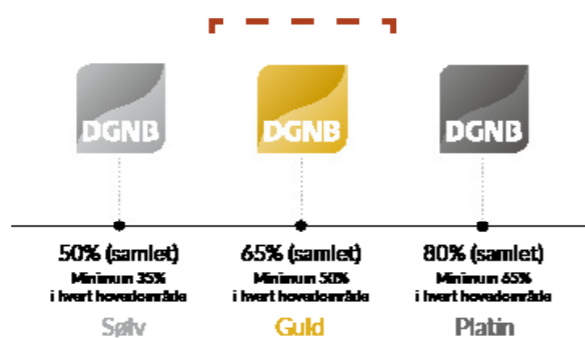 DGNB DGNB DGNB
50% (samlet) 65% (samlet) 80% (samlet)
Minimum 35% Minimum 50% Minimum 65%
i hvert hovedområde i hvert hovedområde i hvert hovedområde
Sølv Guld Platin